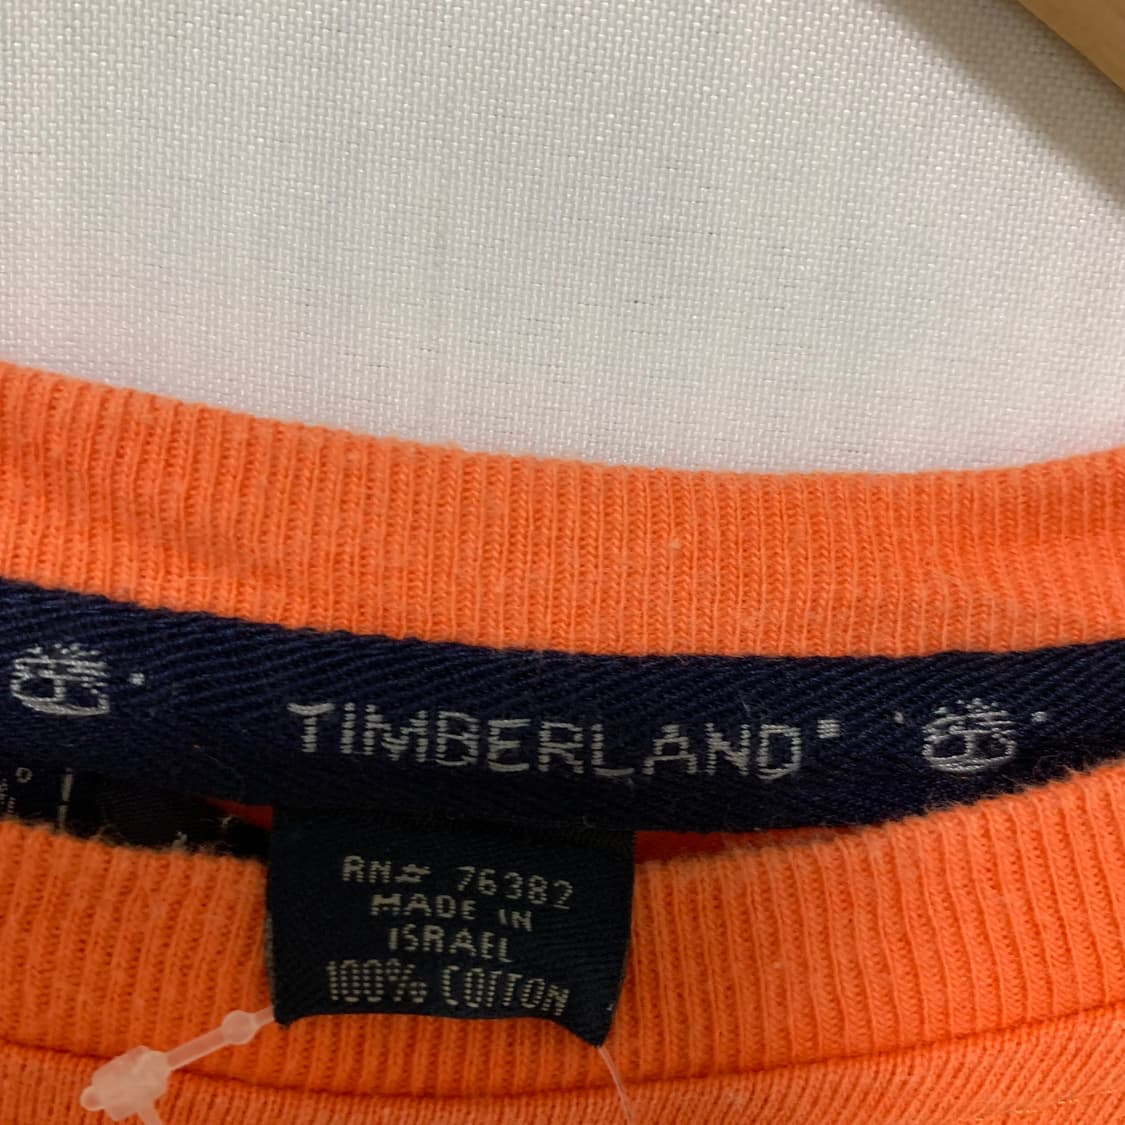 TIMBERLAND®
RN# 76382
MADE IN
ISRAEL
100% COTTON